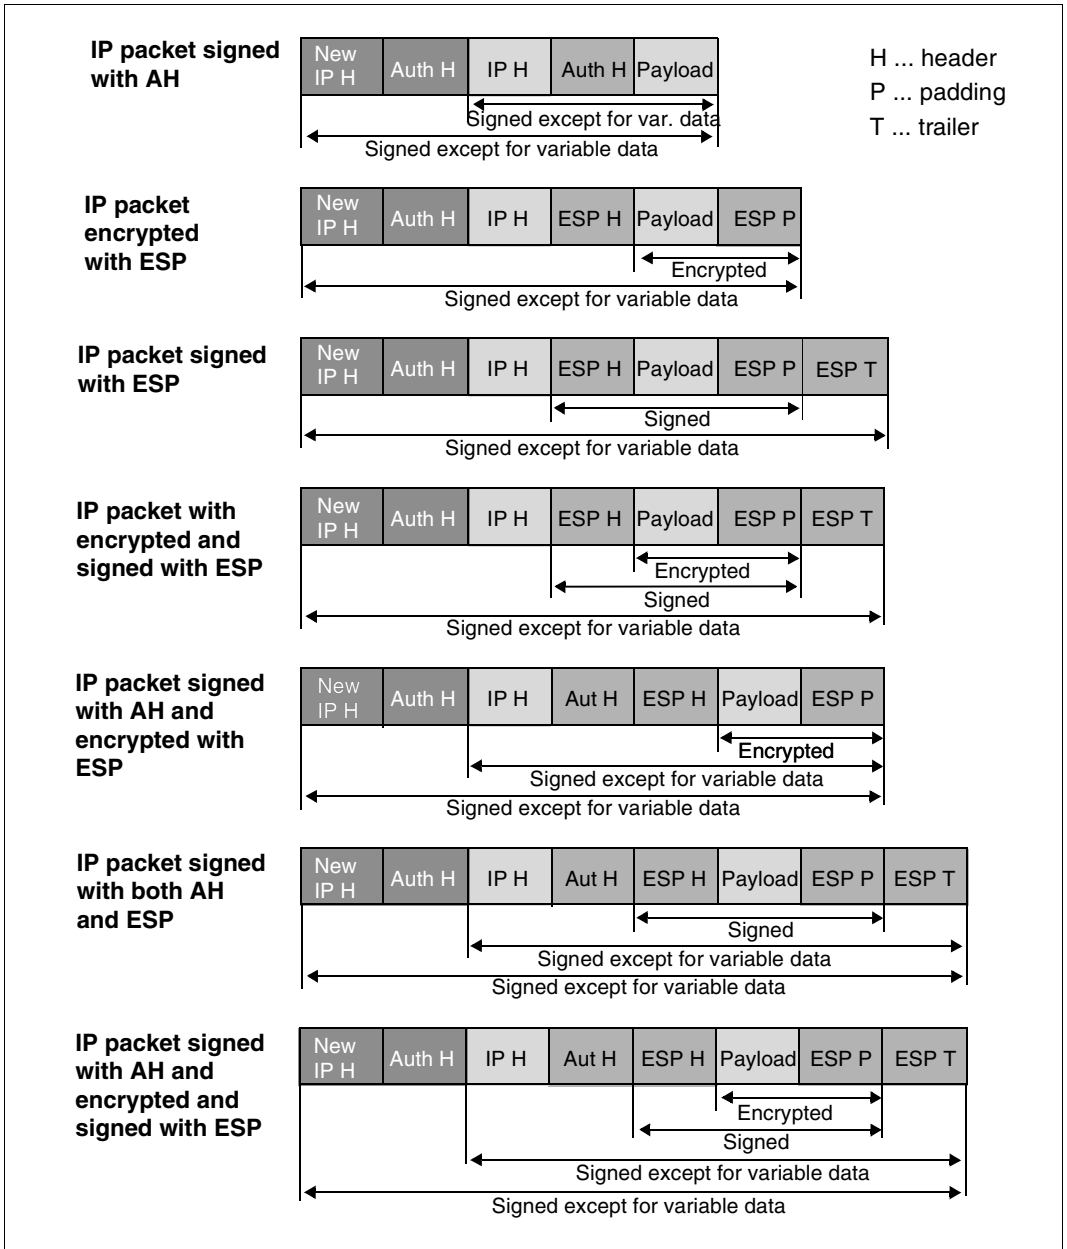 IP packet signed
with AH
New
IP H
Auth H
IP H
Auth H
Payload
H ... header
P ... padding
T ... trailer
Signed except for var. data
Signed except for variable data
IP packet
encrypted
with ESP
New
IP H
Auth H
IP H
ESP H
Payload
ESP P
Encrypted
Signed except for variable data
IP packet signed
with ESP
New
IP H
Auth H
IP H
ESP H
Payload
ESP P
ESP T
Signed
Signed except for variable data
IP packet with
encrypted and
signed with ESP
New
IP H
Auth H
IP H
ESP H
Payload
ESP P
ESP T
Encrypted
Signed
Signed except for variable data
IP packet signed
with AH and
encrypted with
ESP
New
IP H
Auth H
IP H
Aut H
ESP H
Payload
ESP P
Encrypted
Signed except for variable data
Signed except for variable data
IP packet signed
with both AH
and ESP
New
IP H
Auth H
IP H
Aut H
ESP H
Payload
ESP P
ESP T
Signed
Signed except for variable data
Signed except for variable data
IP packet signed
with AH and
encrypted and
signed with ESP
New
IP H
Auth H
IP H
Aut H
ESP H
Payload
ESP P
ESP T
Encrypted
Signed
Signed except for variable data
Signed except for variable data